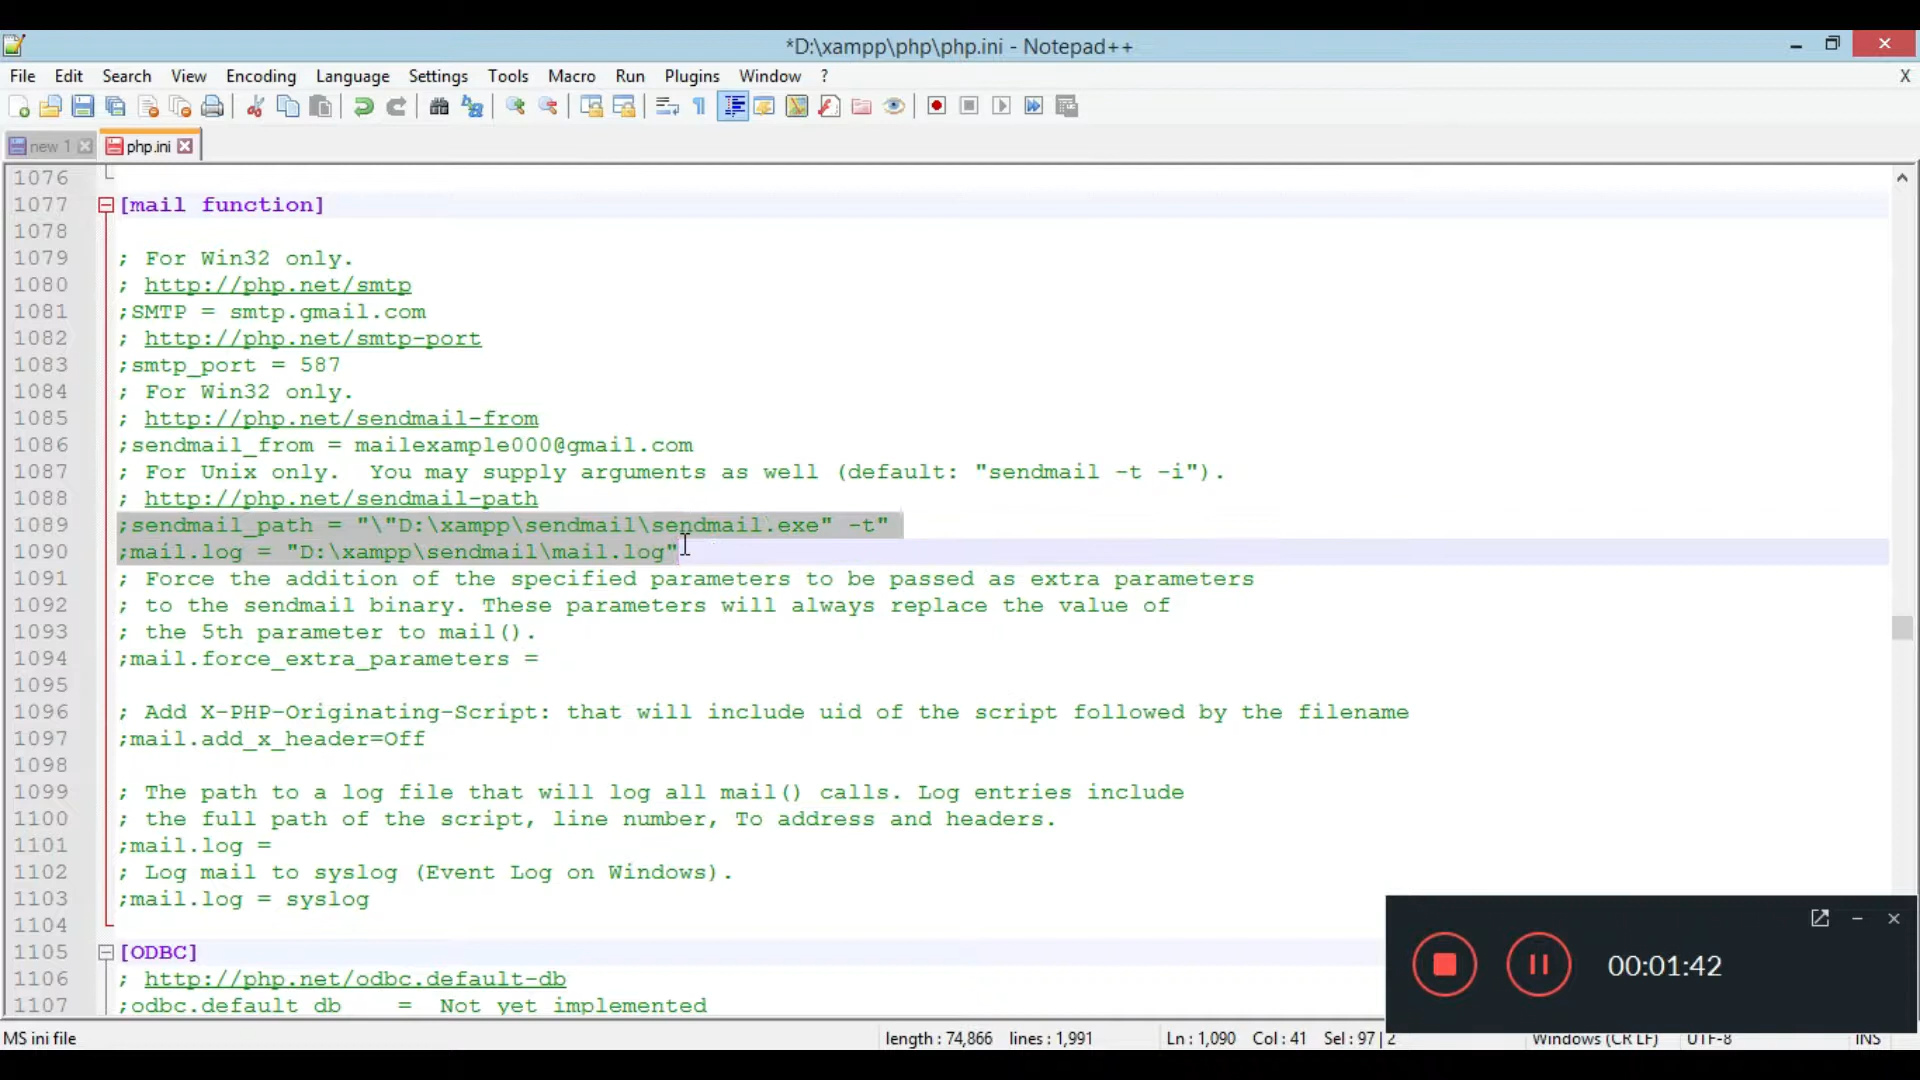 *D:\xampp\php\php.ini - Notepad++
File Edit Search View Encoding Language Settings Tools Macro Run Plugins Window ? X
new 1 php.ini
1076
1077 [mail function]
1078
1079 ; For Win32 only.
1080 ; http://php.net/smtp
1081 ;SMTP = smtp.gmail.com
1082 ; http://php.net/smtp-port
1083 ;smtp_port = 587
1084 ; For Win32 only.
1085 ; http://php.net/sendmail-from
1086 ;sendmail_from = mailexample000@gmail.com
1087 ; For Unix only.  You may supply arguments as well (default: "sendmail -t -i").
1088 ; http://php.net/sendmail-path
1089 ;sendmail_path = "\"D:\xampp\sendmail\sendmail.exe" -t"
1090 ;mail.log = "D:\xampp\sendmail\mail.log"
1091 ; Force the addition of the specified parameters to be passed as extra parameters
1092 ; to the sendmail binary. These parameters will always replace the value of
1093 ; the 5th parameter to mail().
1094 ;mail.force_extra_parameters =
1095
1096 ; Add X-PHP-Originating-Script: that will include uid of the script followed by the filename
1097 ;mail.add_x_header=Off
1098
1099 ; The path to a log file that will log all mail() calls. Log entries include
1100 ; the full path of the script, line number, To address and headers.
1101 ;mail.log =
1102 ; Log mail to syslog (Event Log on Windows).
1103 ;mail.log = syslog
1104
1105 [ODBC]
1106 ; http://php.net/odbc.default-db
1107 ;odbc.default_db    =  Not yet implemented
00:01:42
MS ini file length : 74,866 lines : 1,991 Ln : 1,090 Col : 41 Sel : 97 | 2 Windows (CR LF) UTF-8 INS